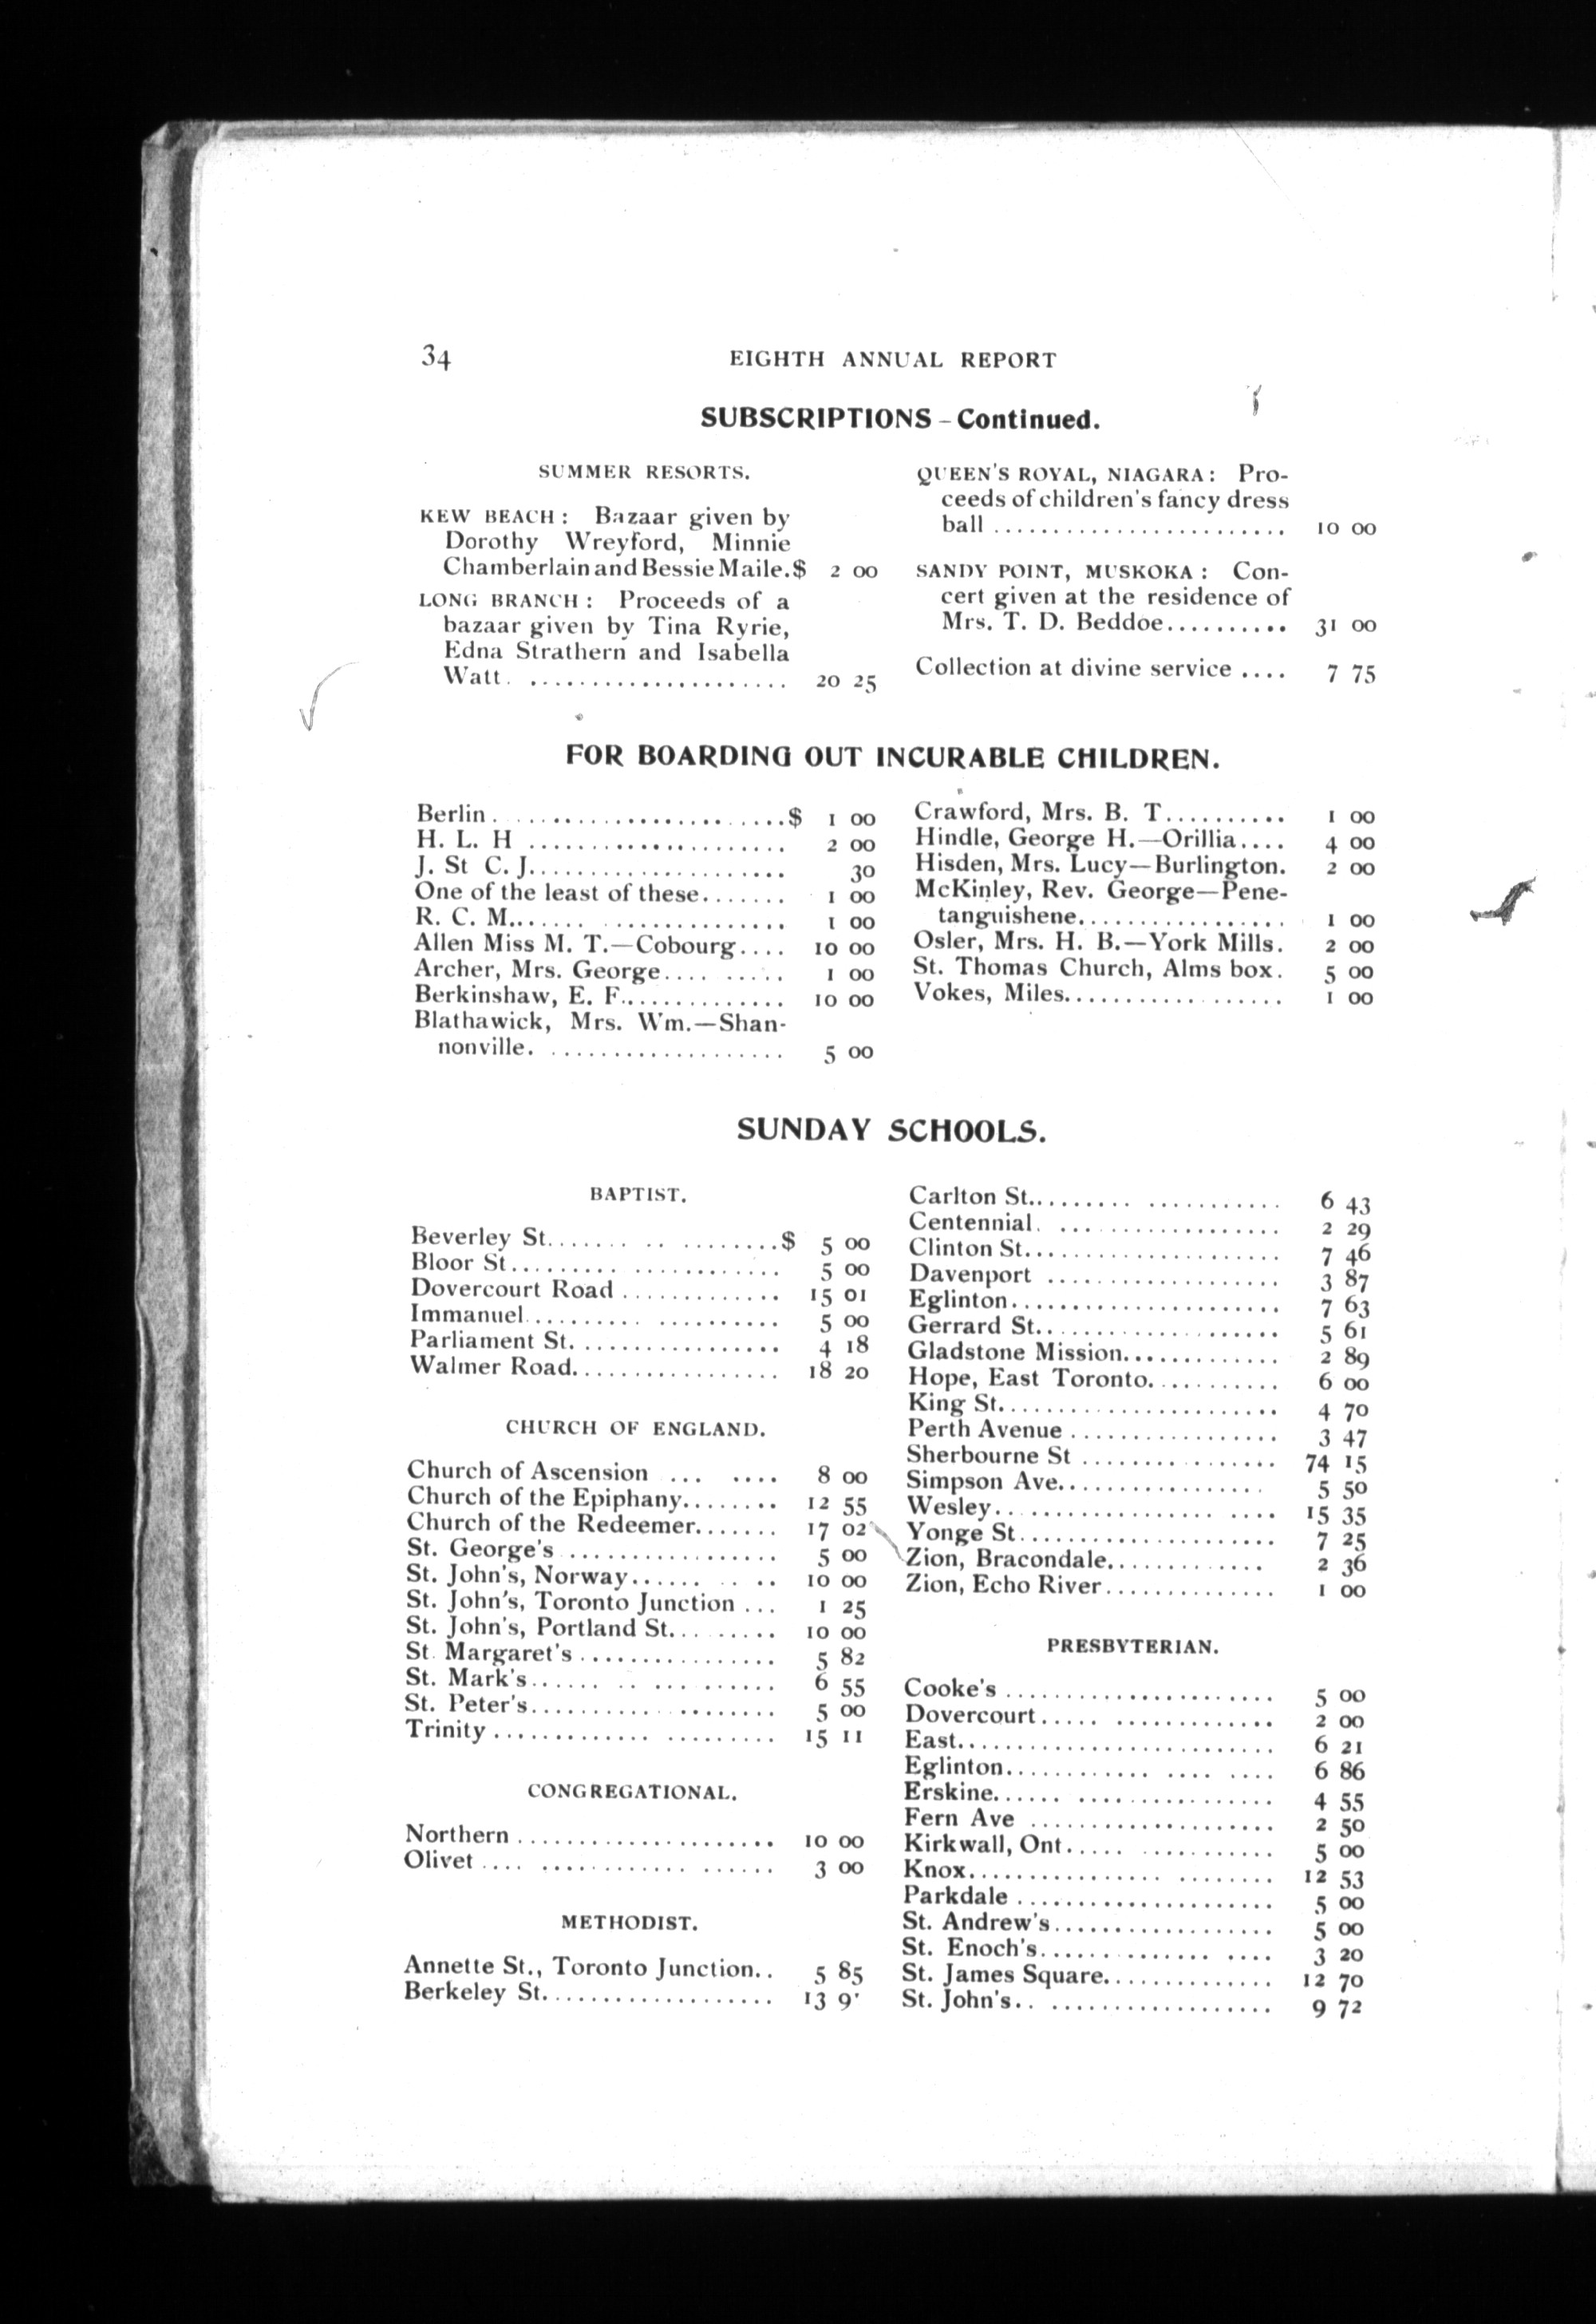 34
EIGHTH ANNUAL REPORT
SUBSCRIPTIONS – Continued.
SUMMER RESORTS.
KEW BEACH: Bazaar given by
Dorothy Wreyford, Minnie
Chamberlain and Bessie Maile.$ 2 00
LONG BRANCH: Proceeds of a
bazaar given by Tina Ryrie,
Edna Strathern and Isabella
Watt. ..................... 20 25
QUEEN'S ROYAL, NIAGARA: Pro-
ceeds of children's fancy dress
ball ......................... 10 00
SANDY POINT, MUSKOKA: Con-
cert given at the residence of
Mrs. T. D. Beddoe.......... 31 00
Collection at divine service .... 7 75
FOR BOARDING OUT INCURABLE CHILDREN.
Berlin.........................$ 1 00
H. L. H ..................... 2 00
J. St C. J..................... 30
One of the least of these....... 1 00
R. C. M....................... 1 00
Allen Miss M. T.—Cobourg.... 10 00
Archer, Mrs. George.......... 1 00
Berkinshaw, E. F.............. 10 00
Blathawick, Mrs. Wm.—Shan-
nonville. ................... 5 00
Crawford, Mrs. B. T.......... 1 00
Hindle, George H.—Orillia.... 4 00
Hisden, Mrs. Lucy—Burlington. 2 00
McKinley, Rev. George—Pene-
tanguishene................. 1 00
Osler, Mrs. H. B.—York Mills. 2 00
St. Thomas Church, Alms box. 5 00
Vokes, Miles.................. 1 00
SUNDAY SCHOOLS.
BAPTIST.
Beverley St...................$ 5 00
Bloor St...................... 5 00
Dovercourt Road ............. 15 01
Immanuel..................... 5 00
Parliament St................. 4 18
Walmer Road................. 18 20
CHURCH OF ENGLAND.
Church of Ascension ... .... 8 00
Church of the Epiphany........ 12 55
Church of the Redeemer....... 17 02
St. George's ................. 5 00
St. John's, Norway.......... 10 00
St. John's, Toronto Junction ... 1 25
St. John's, Portland St......... 10 00
St. Margaret's ................ 5 82
St. Mark's.................... 6 55
St. Peter's.................... 5 00
Trinity ....................... 15 11
CONGREGATIONAL.
Northern ..................... 10 00
Olivet ........................ 3 00
METHODIST.
Annette St., Toronto Junction.. 5 85
Berkeley St.................... 13 9
Carlton St..................... 6 43
Centennial. ................... 2 29
Clinton St..................... 7 46
Davenport ................... 3 87
Eglinton...................... 7 63
Gerrard St.................... 5 61
Gladstone Mission............. 2 89
Hope, East Toronto........... 6 00
King St....................... 4 70
Perth Avenue ................. 3 47
Sherbourne St ................ 74 15
Simpson Ave.................. 5 50
Wesley....................... 15 35
Yonge St..................... 7 25
Zion, Bracondale.............. 2 36
Zion, Echo River.............. 1 00
PRESBYTERIAN.
Cooke's ...................... 5 00
Dovercourt................... 2 00
East.......................... 6 21
Eglinton...................... 6 86
Erskine....................... 4 55
Fern Ave .................... 2 50
Kirkwall, Ont................. 5 00
Knox......................... 12 53
Parkdale ..................... 5 00
St. Andrew's.................. 5 00
St. Enoch's................... 3 20
St. James Square.............. 12 70
St. John's.................... 9 72